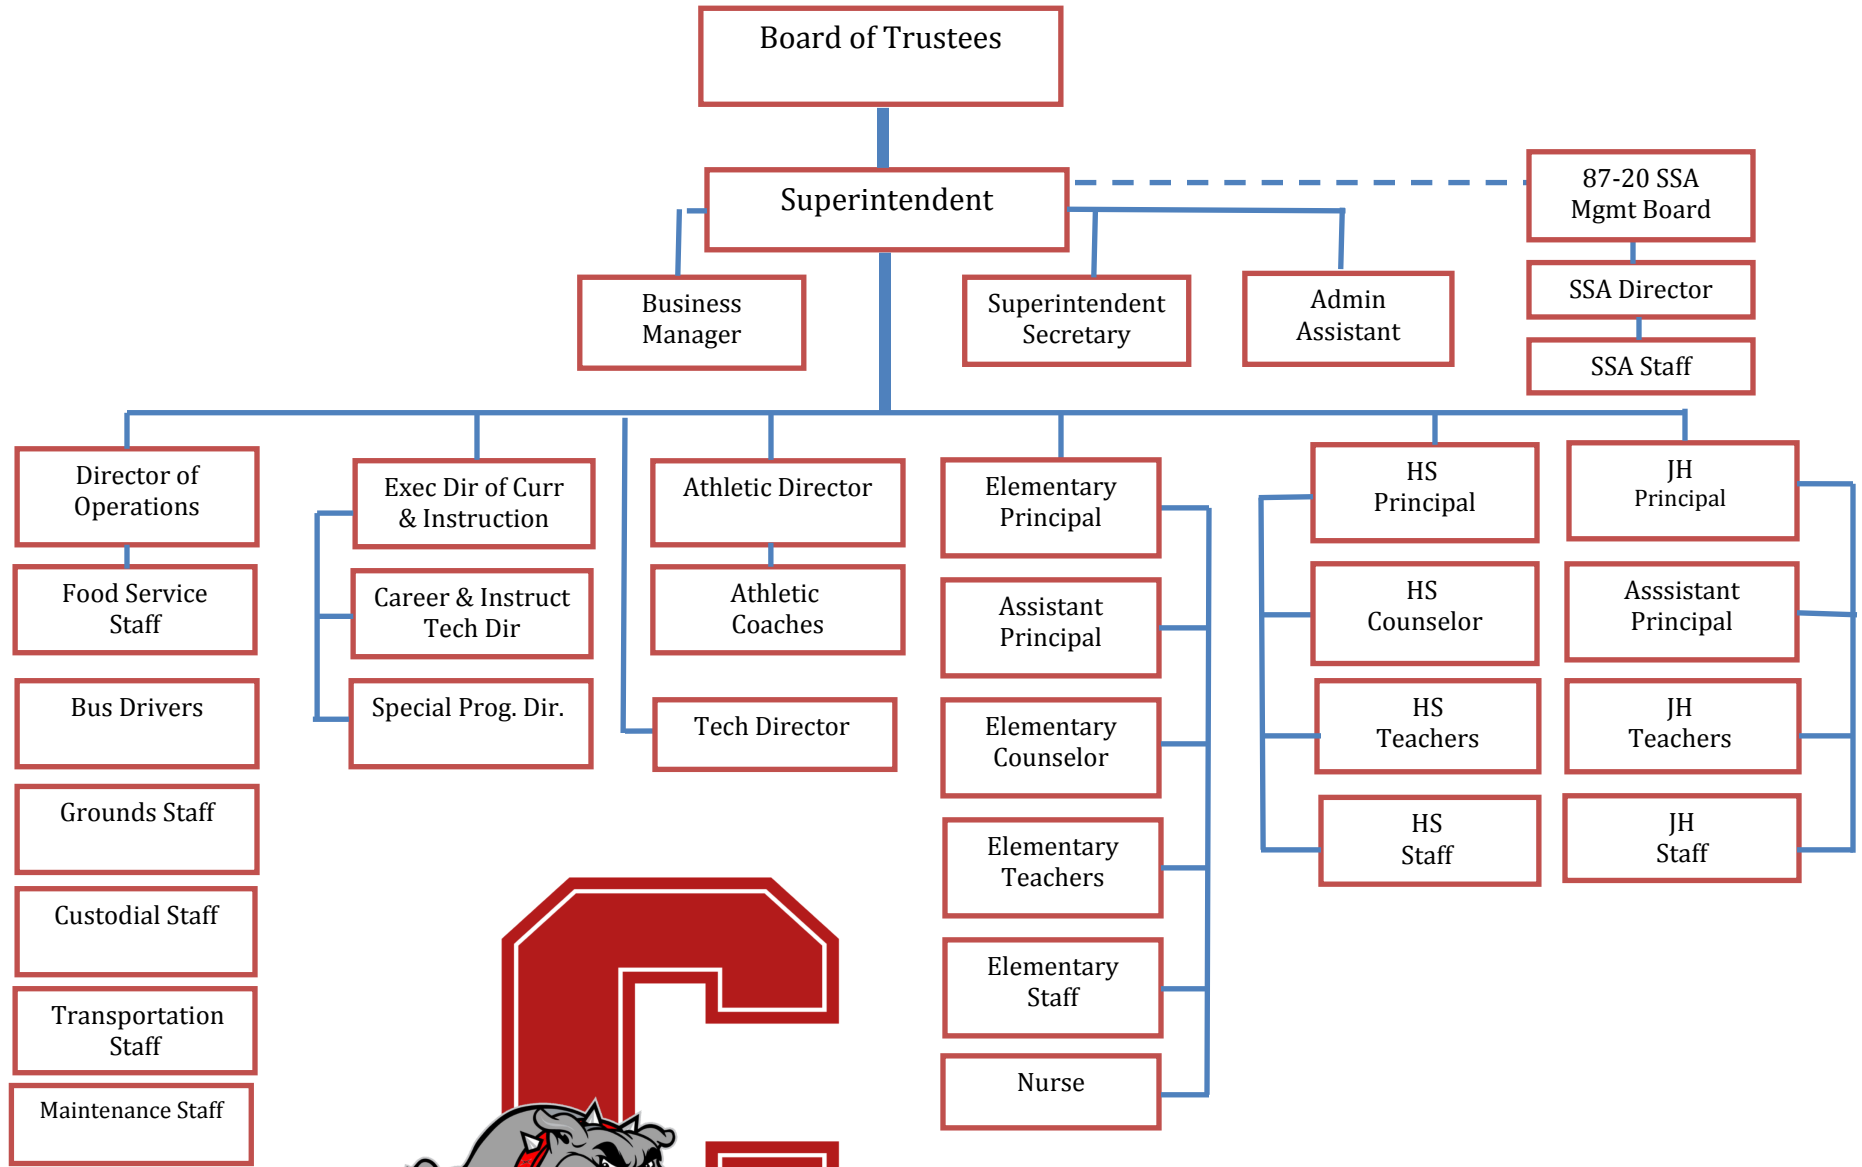 Board of Trustees
Superintendent
87-20 SSA
Mgmt Board
Business
Manager
Superintendent
Secretary
Admin
Assistant
SSA Director
SSA Staff
Director of
Operations
Food Service
Staff
Bus Drivers
Grounds Staff
Custodial Staff
Transportation
Staff
Maintenance Staff
Exec Dir of Curr
& Instruction
Career & Instruct
Tech Dir
Special Prog. Dir.
Athletic Director
Athletic
Coaches
Tech Director
Elementary
Principal
Assistant
Principal
Elementary
Counselor
Elementary
Teachers
Elementary
Staff
Nurse
HS
Principal
HS
Counselor
HS
Teachers
HS
Staff
JH
Principal
Asssistant
Principal
JH
Teachers
JH
Staff